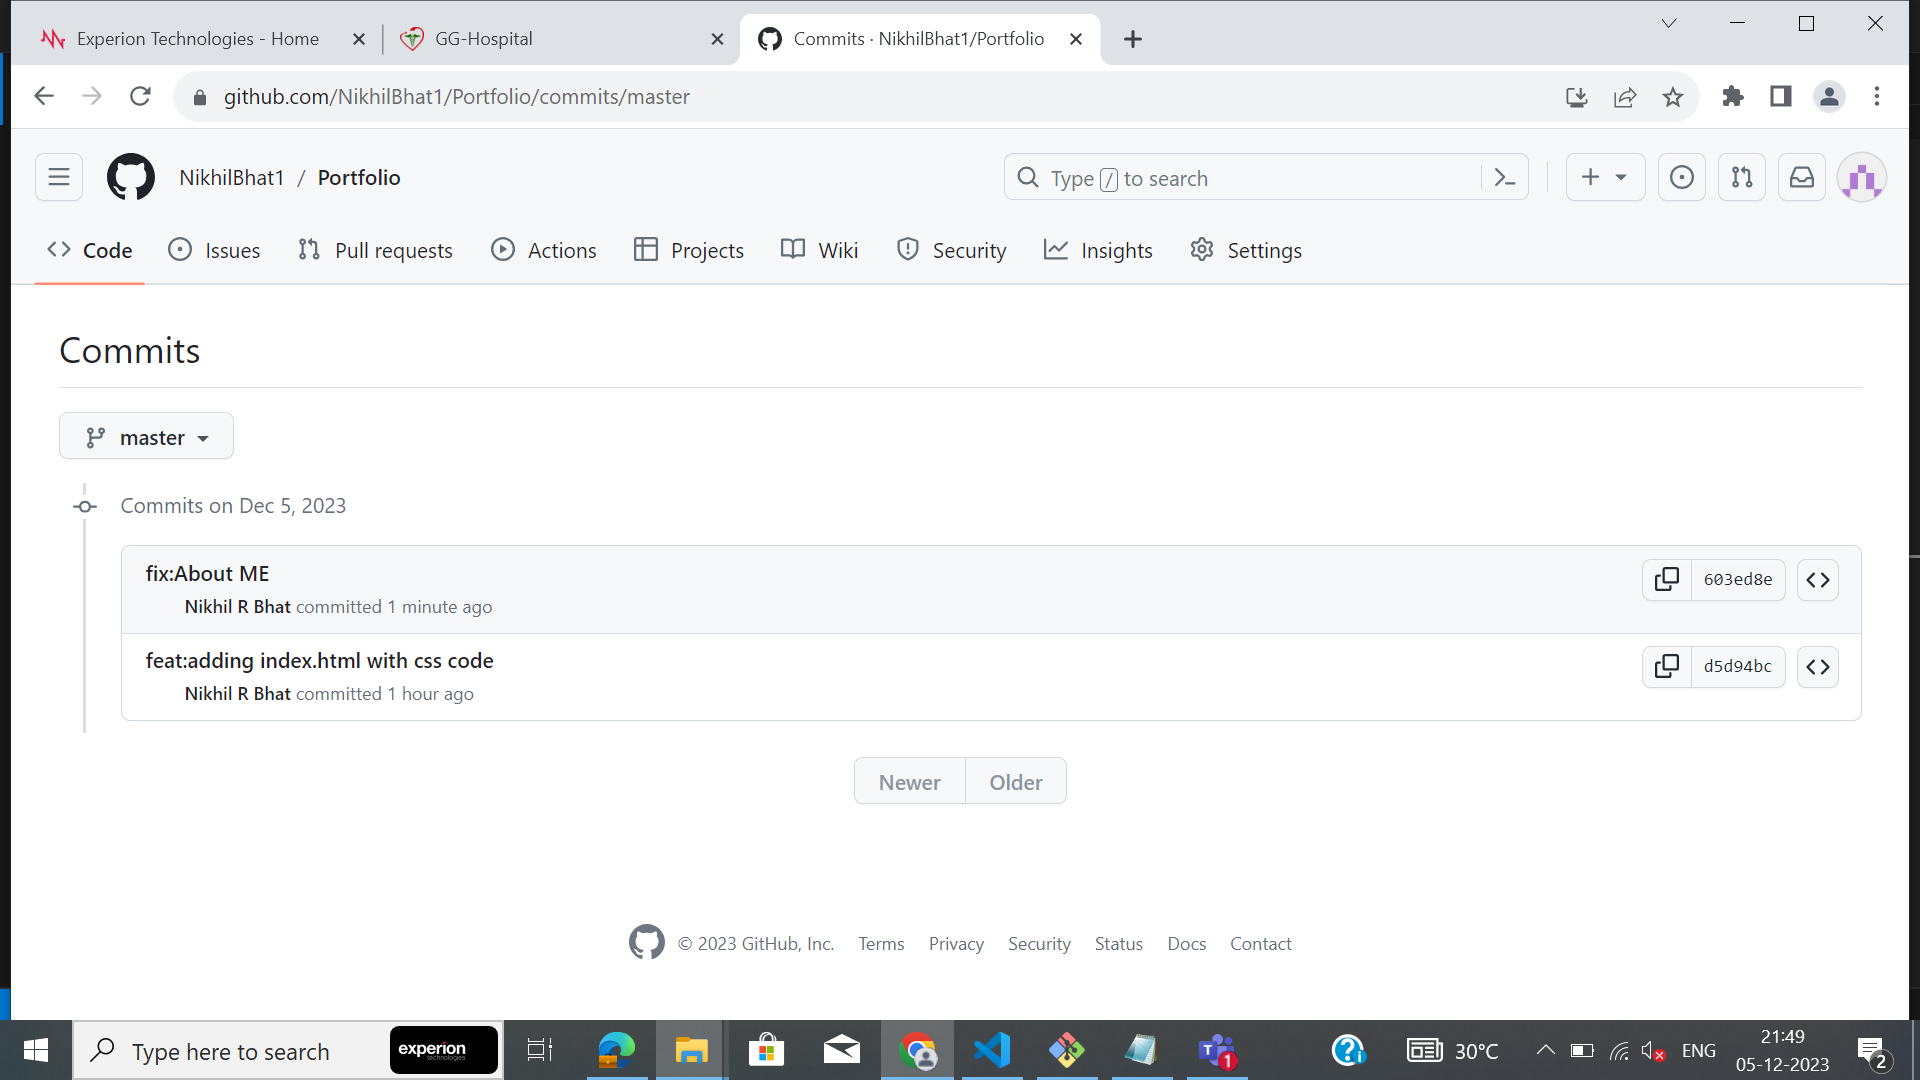 Experion Technologies - Home
GG-Hospital
Commits · NikhilBhat1/Portfolio
github.com/NikhilBhat1/Portfolio/commits/master
NikhilBhat1 / Portfolio
Type / to search
Code
Issues
Pull requests
Actions
Projects
Wiki
Security
Insights
Settings
Commits
master
Commits on Dec 5, 2023
fix:About ME
603ed8e
Nikhil R Bhat committed 1 minute ago
feat:adding index.html with css code
d5d94bc
Nikhil R Bhat committed 1 hour ago
Newer
Older
© 2023 GitHub, Inc.
Terms
Privacy
Security
Status
Docs
Contact
Type here to search
experion
technologies
T
1
30°C
ENG
21:49
05-12-2023
2